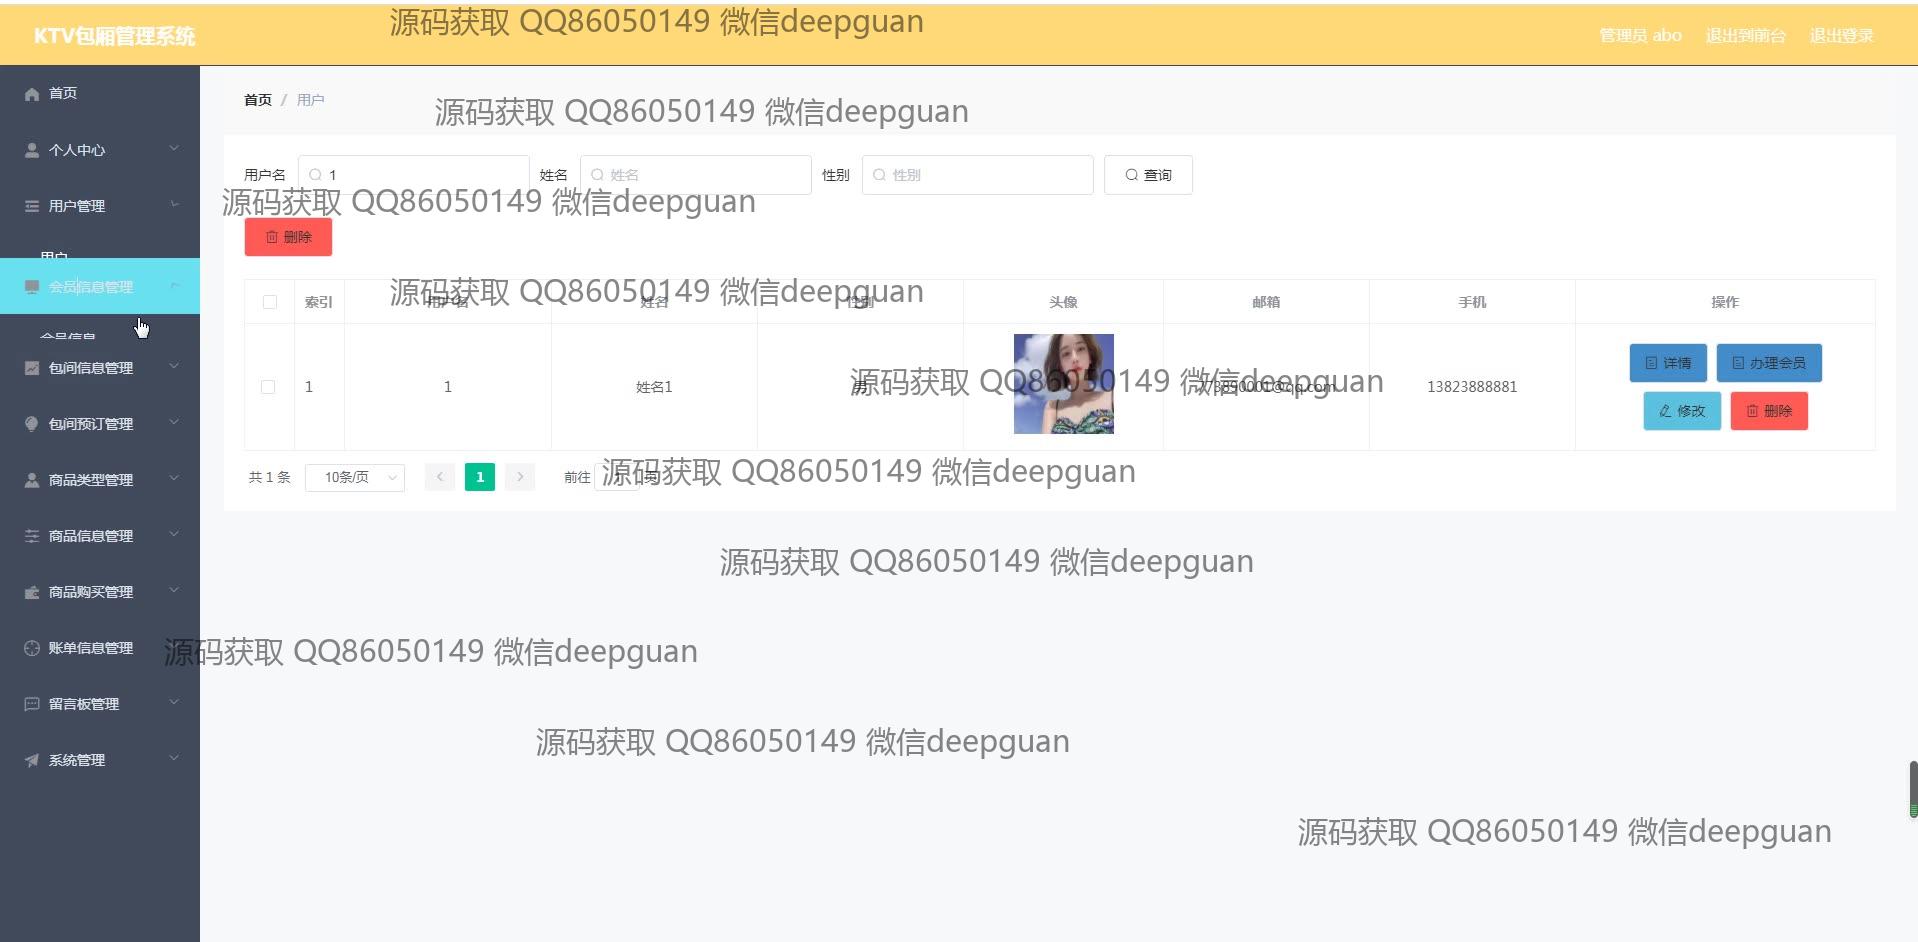 源码获取 QQ86050149 微信deepguan
KTV包厢管理系统
管理员 abo 退出到前台 退出登录
首页
首页 / 用户
源码获取 QQ86050149 微信deepguan
个人中心
用户名 1 姓名 姓名 性别 性别 查询
源码获取 QQ86050149 微信deepguan
用户管理
删除
用户
会员信息管理
源码获取 QQ86050149 微信deepguan
索引 用户名 姓名 性别 头像 邮箱 手机 操作
会员信息
包间信息管理
详情 办理会员
源码获取 QQ86050149 微信deepguan
1 1 姓名1 男 773890001@qq.com 13823888881
修改 删除
包间预订管理
商品类型管理
共 1 条 10条/页 1 前往 1 页
源码获取 QQ86050149 微信deepguan
商品信息管理
源码获取 QQ86050149 微信deepguan
商品购买管理
账单信息管理
源码获取 QQ86050149 微信deepguan
留言板管理
源码获取 QQ86050149 微信deepguan
系统管理
源码获取 QQ86050149 微信deepguan